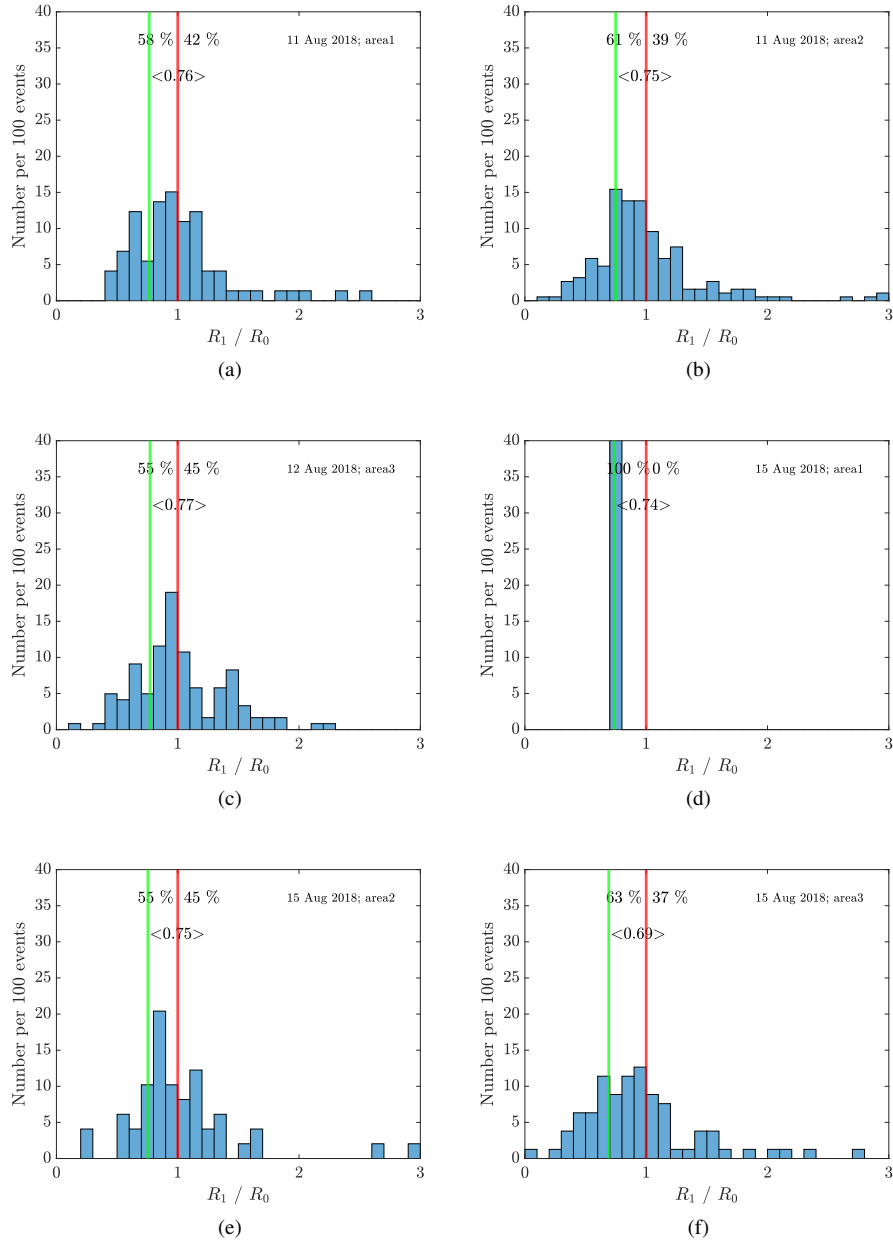 58 % 42 %
11 Aug 2018; area1
<0.76>
Number per 100 events
40
35
30
25
20
15
10
5
0
0 1 2 3
R1 / R0
(a)
61 % 39 %
11 Aug 2018; area2
<0.75>
Number per 100 events
40
35
30
25
20
15
10
5
0
0 1 2 3
R1 / R0
(b)
55 % 45 %
12 Aug 2018; area3
<0.77>
Number per 100 events
40
35
30
25
20
15
10
5
0
0 1 2 3
R1 / R0
(c)
100 % 0 %
15 Aug 2018; area1
<0.74>
Number per 100 events
40
35
30
25
20
15
10
5
0
0 1 2 3
R1 / R0
(d)
55 % 45 %
15 Aug 2018; area2
<0.75>
Number per 100 events
40
35
30
25
20
15
10
5
0
0 1 2 3
R1 / R0
(e)
63 % 37 %
15 Aug 2018; area3
<0.69>
Number per 100 events
40
35
30
25
20
15
10
5
0
0 1 2 3
R1 / R0
(f)